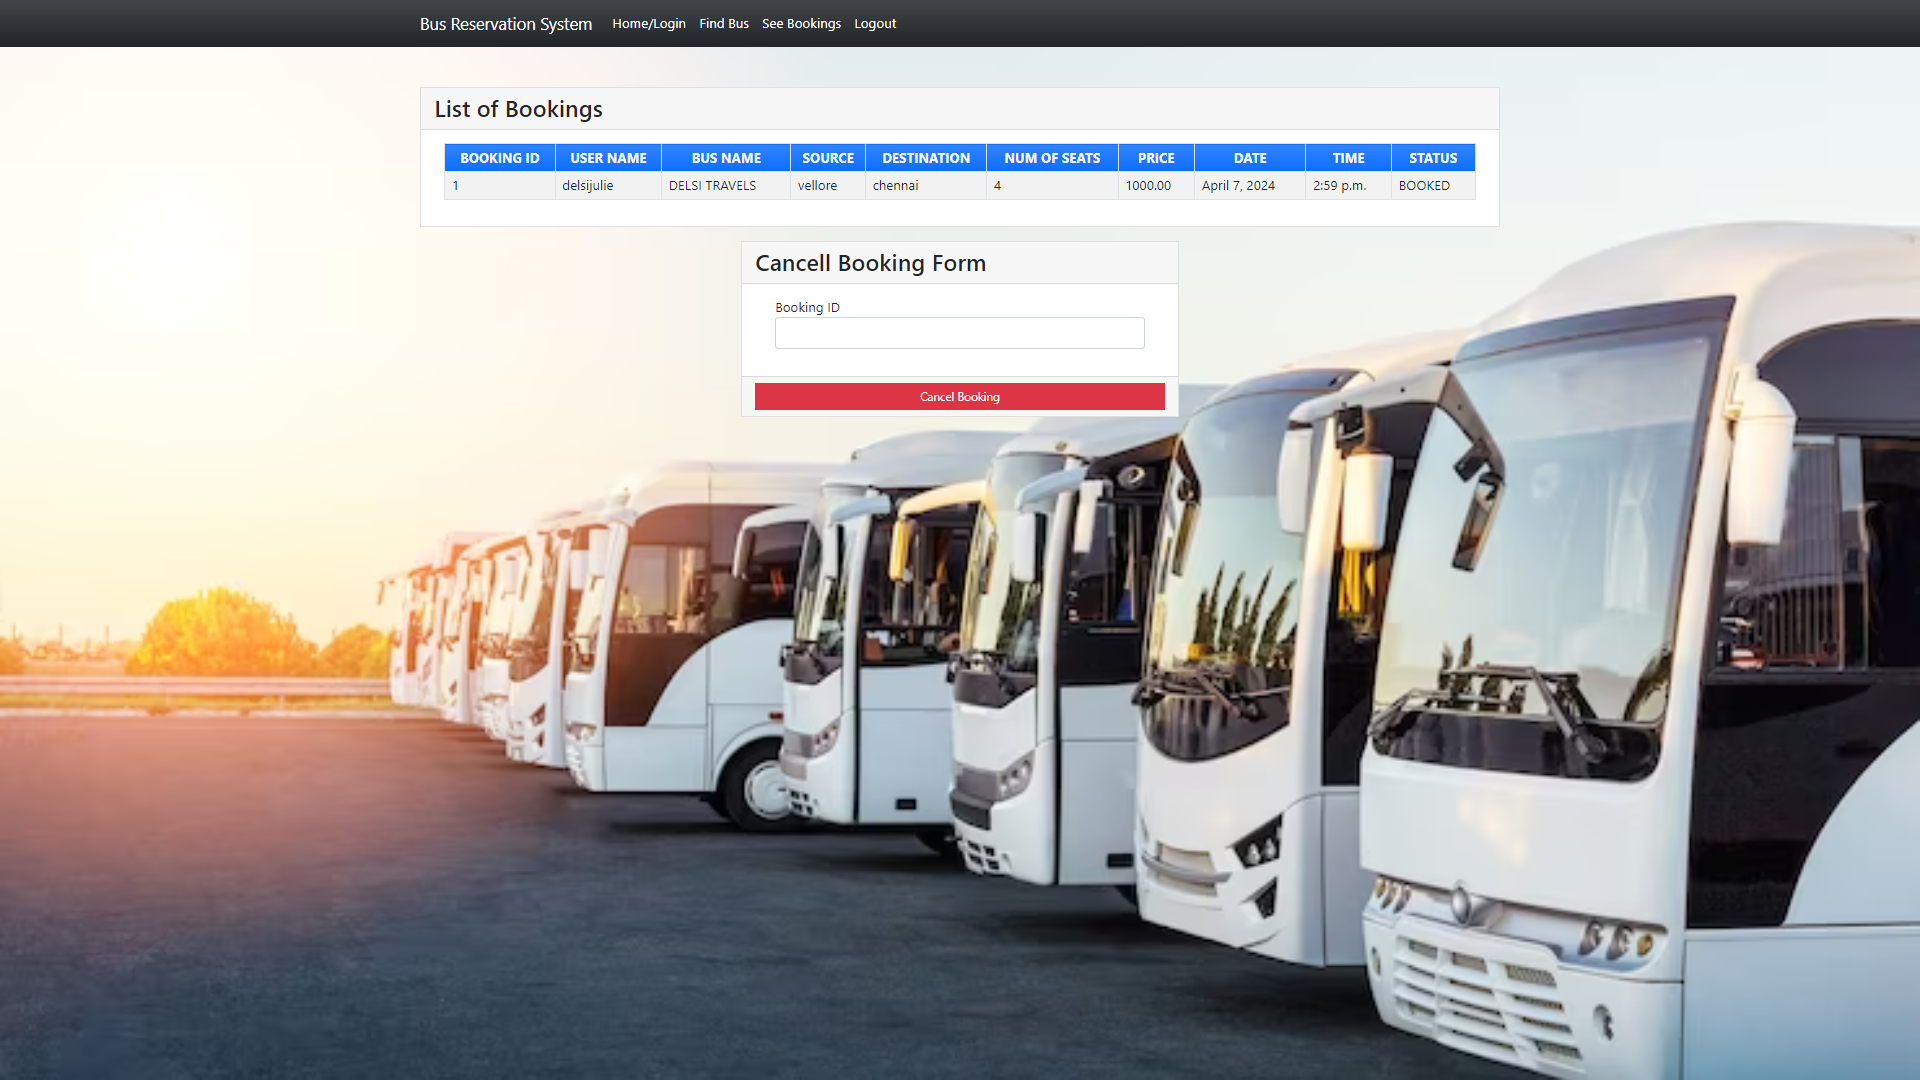 Bus Reservation System Home/Login Find Bus See Bookings Logout
List of Bookings
BOOKING ID USER NAME BUS NAME SOURCE DESTINATION NUM OF SEATS PRICE DATE TIME STATUS
1 delsijulie DELSI TRAVELS vellore chennai 4 1000.00 April 7, 2024 2:59 p.m. BOOKED
Cancell Booking Form
Booking ID
Cancel Booking